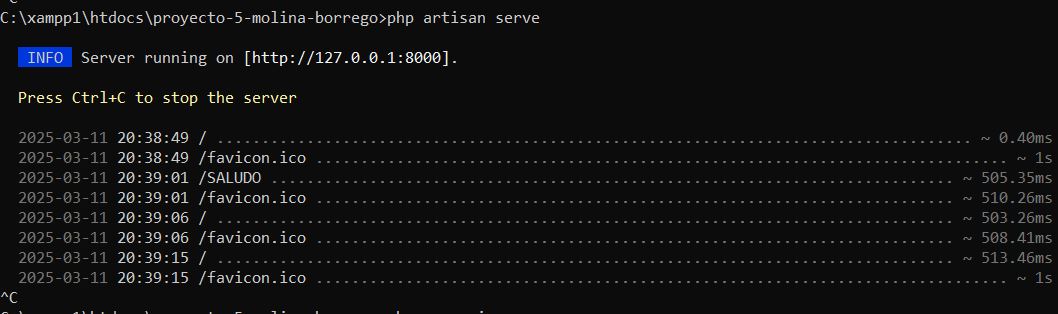 C:\xampp1\htdocs\proyecto-5-molina-borrego>php artisan serve
INFO Server running on [http://127.0.0.1:8000].
Press Ctrl+C to stop the server
2025-03-11 20:38:49 / ................................................................................... ~ 0.40ms
2025-03-11 20:38:49 /favicon.ico ............................................................................ ~ 1s
2025-03-11 20:39:01 /SALUDO ........................................................................... ~ 505.35ms
2025-03-11 20:39:01 /favicon.ico ...................................................................... ~ 510.26ms
2025-03-11 20:39:06 / ................................................................................. ~ 503.26ms
2025-03-11 20:39:06 /favicon.ico ...................................................................... ~ 508.41ms
2025-03-11 20:39:15 / ................................................................................. ~ 513.46ms
2025-03-11 20:39:15 /favicon.ico ............................................................................ ~ 1s
^C